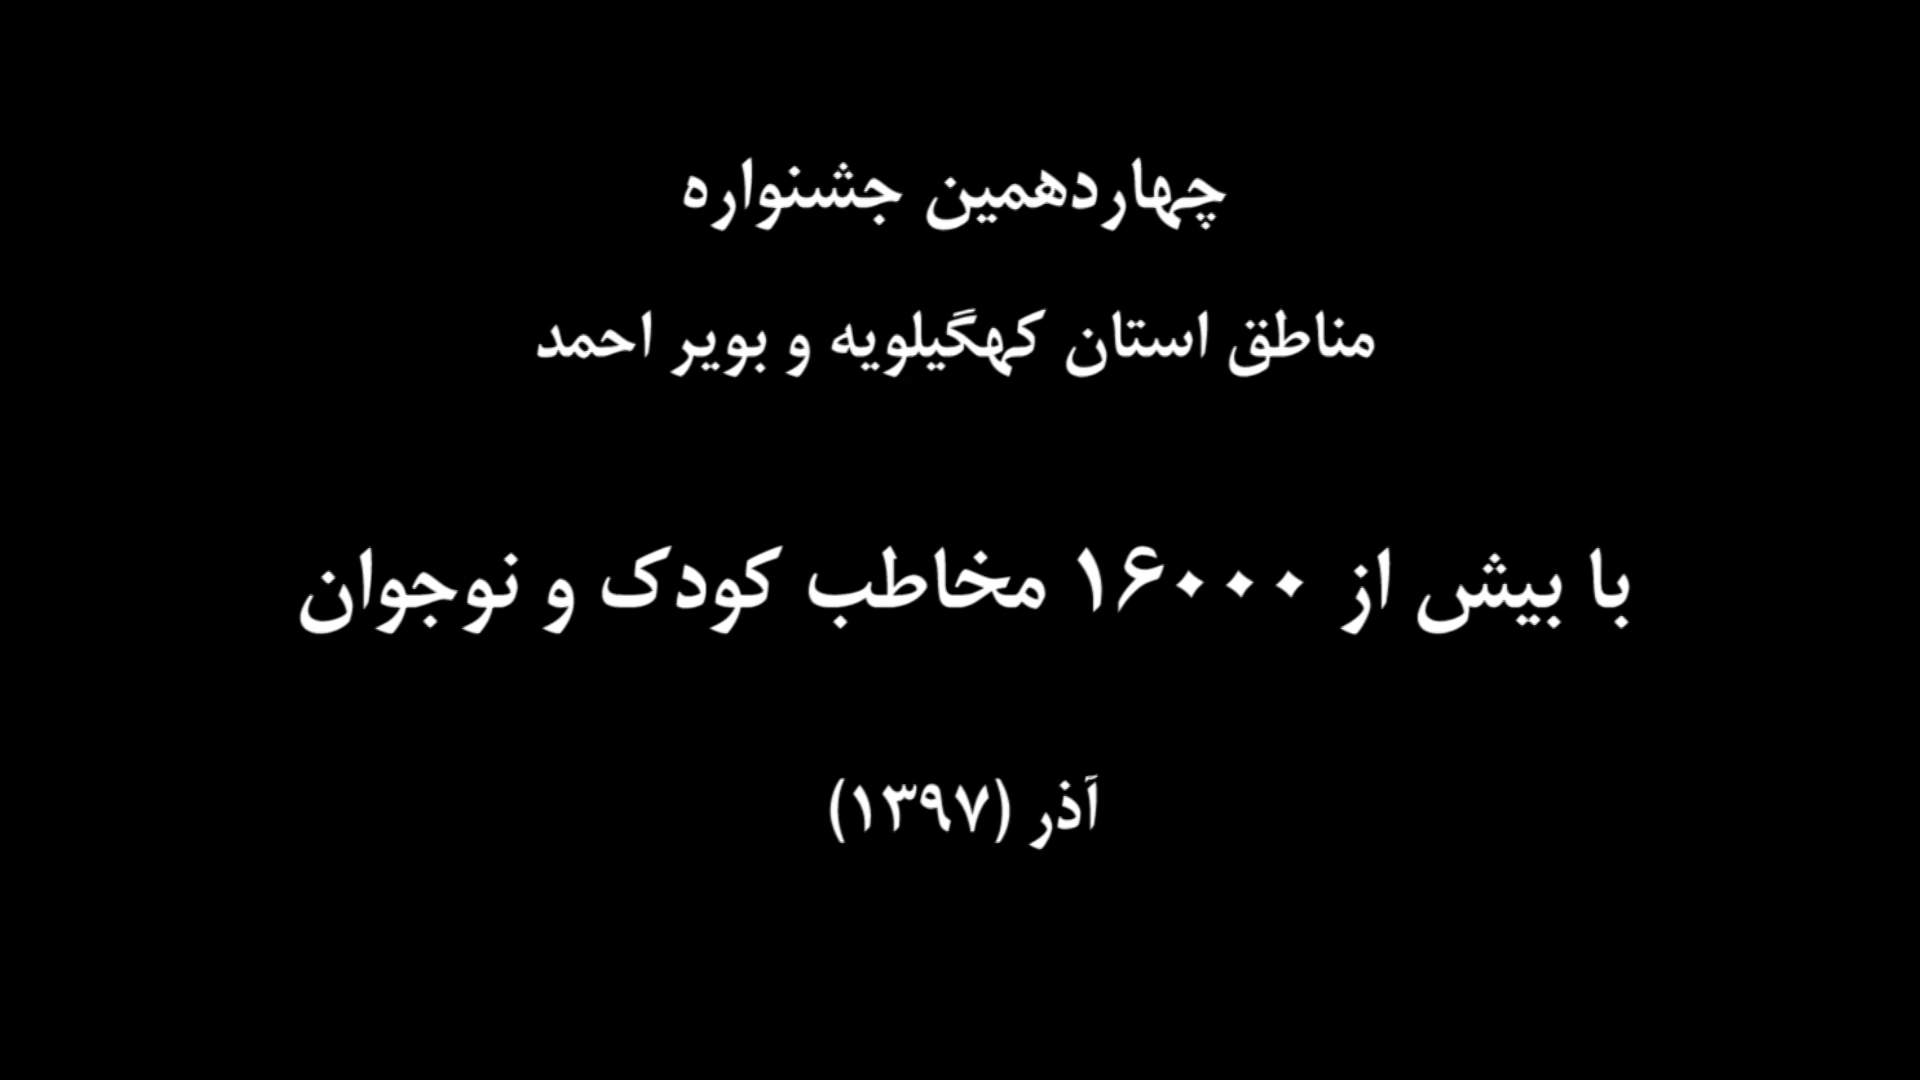 چهاردهمین جشنواره
مناطق استان کهگیلویه و بویر احمد
با بیش از ۱۶۰۰۰ مخاطب کودک و نوجوان
آذر (۱۳۹۷)